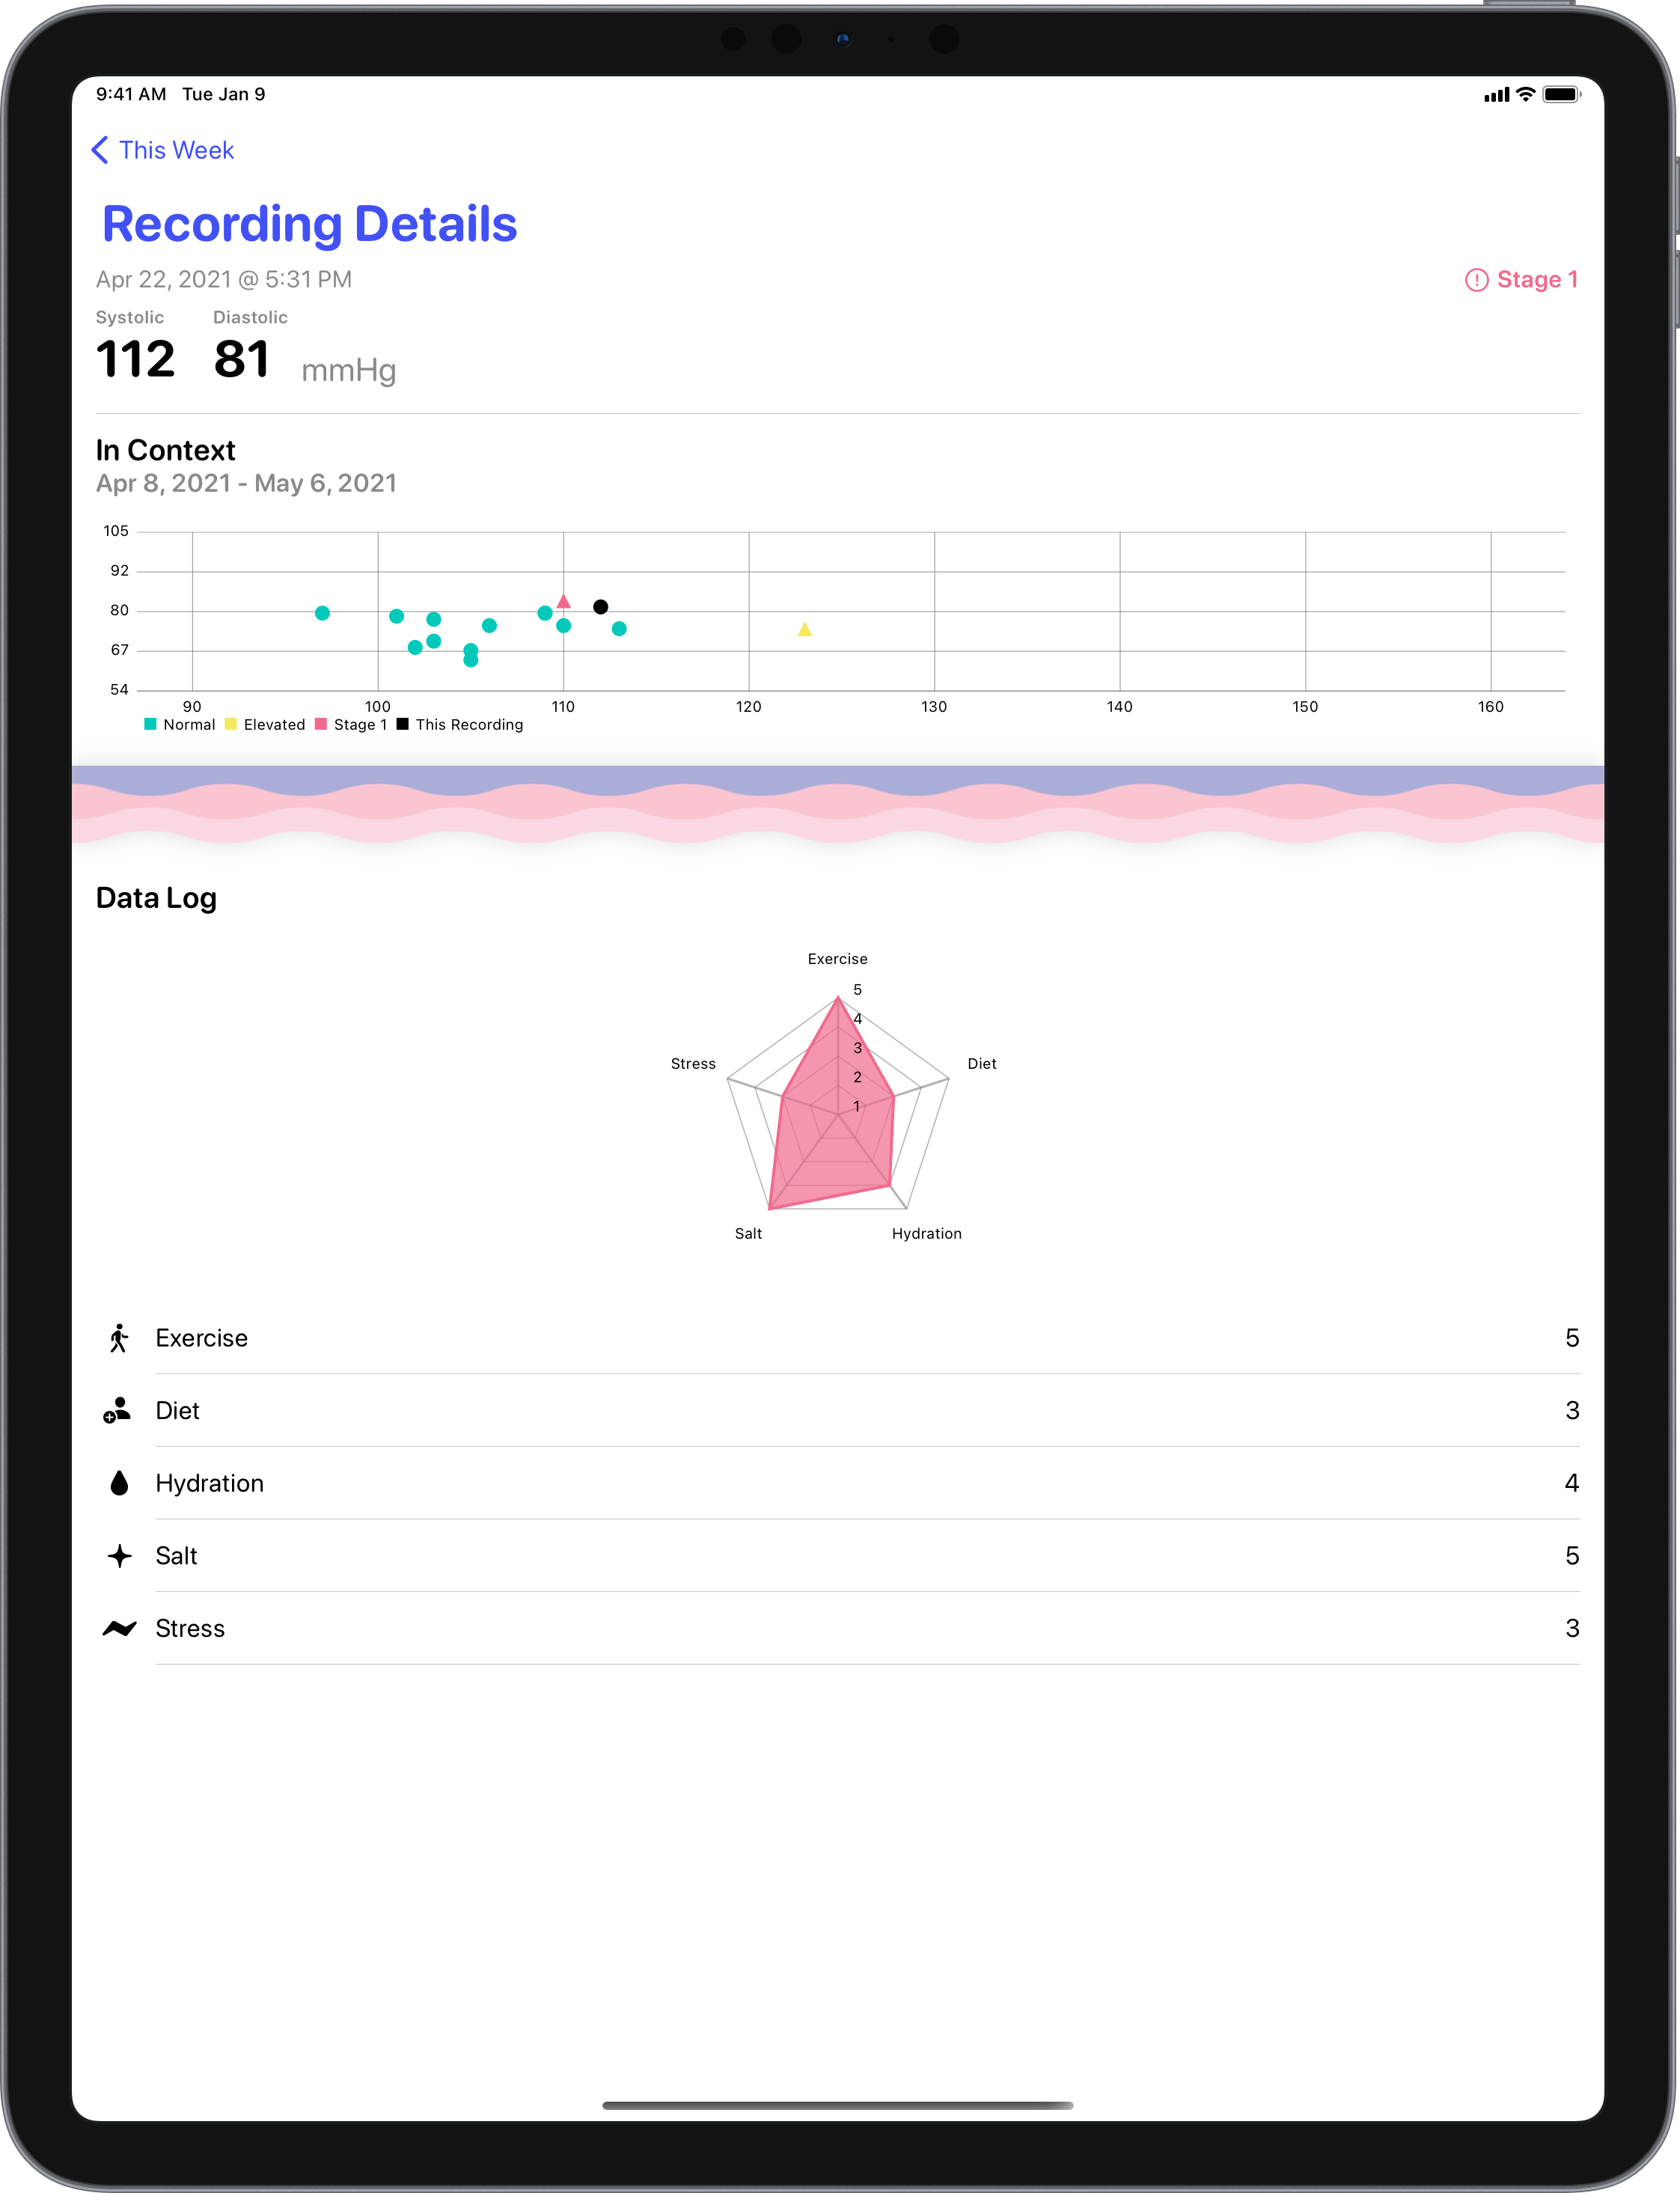 9:41 AM Tue Jan 9
This Week
Recording Details
Apr 22, 2021 @ 5:31 PM
Stage 1
Systolic Diastolic
112 81 mmHg
In Context
Apr 8, 2021 - May 6, 2021
105
92
80
67
54
90 100 110 120 130 140 150 160
Normal Elevated Stage 1 This Recording
Data Log
Exercise
5
4
3
Stress Diet
2
1
Salt Hydration
Exercise 5
Diet 3
Hydration 4
Salt 5
Stress 3